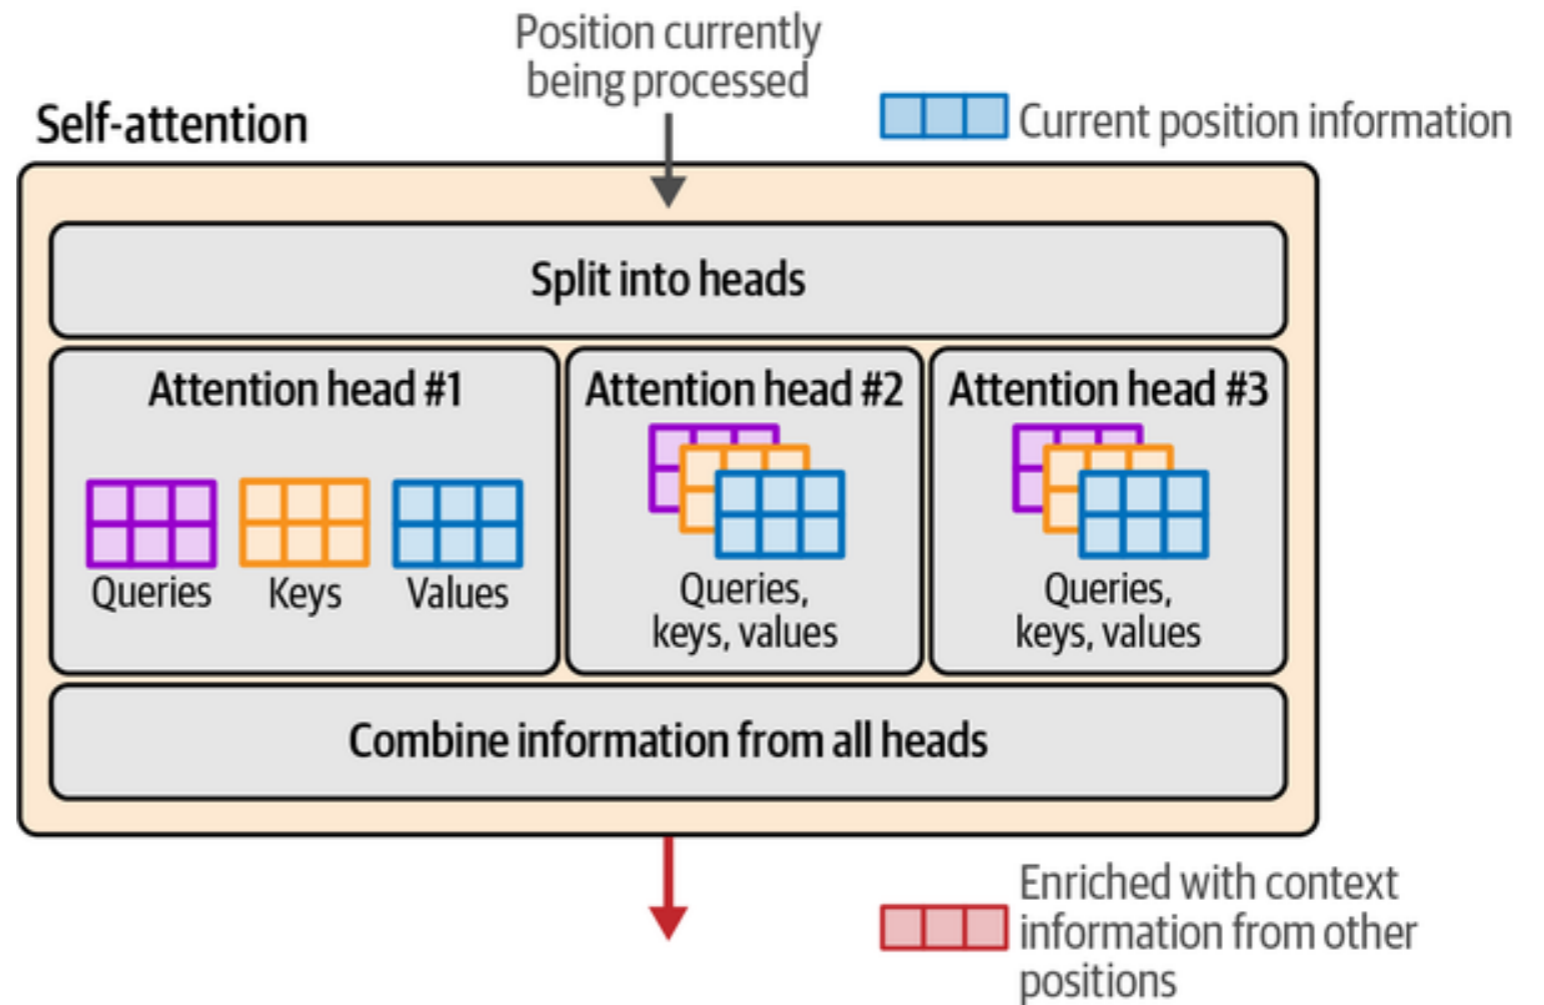 Position currently
being processed
Self-attention
Current position information
Split into heads
Attention head #1
Queries
Keys
Values
Attention head #2
Queries,
keys, values
Attention head #3
Queries,
keys, values
Combine information from all heads
Enriched with context
information from other
positions